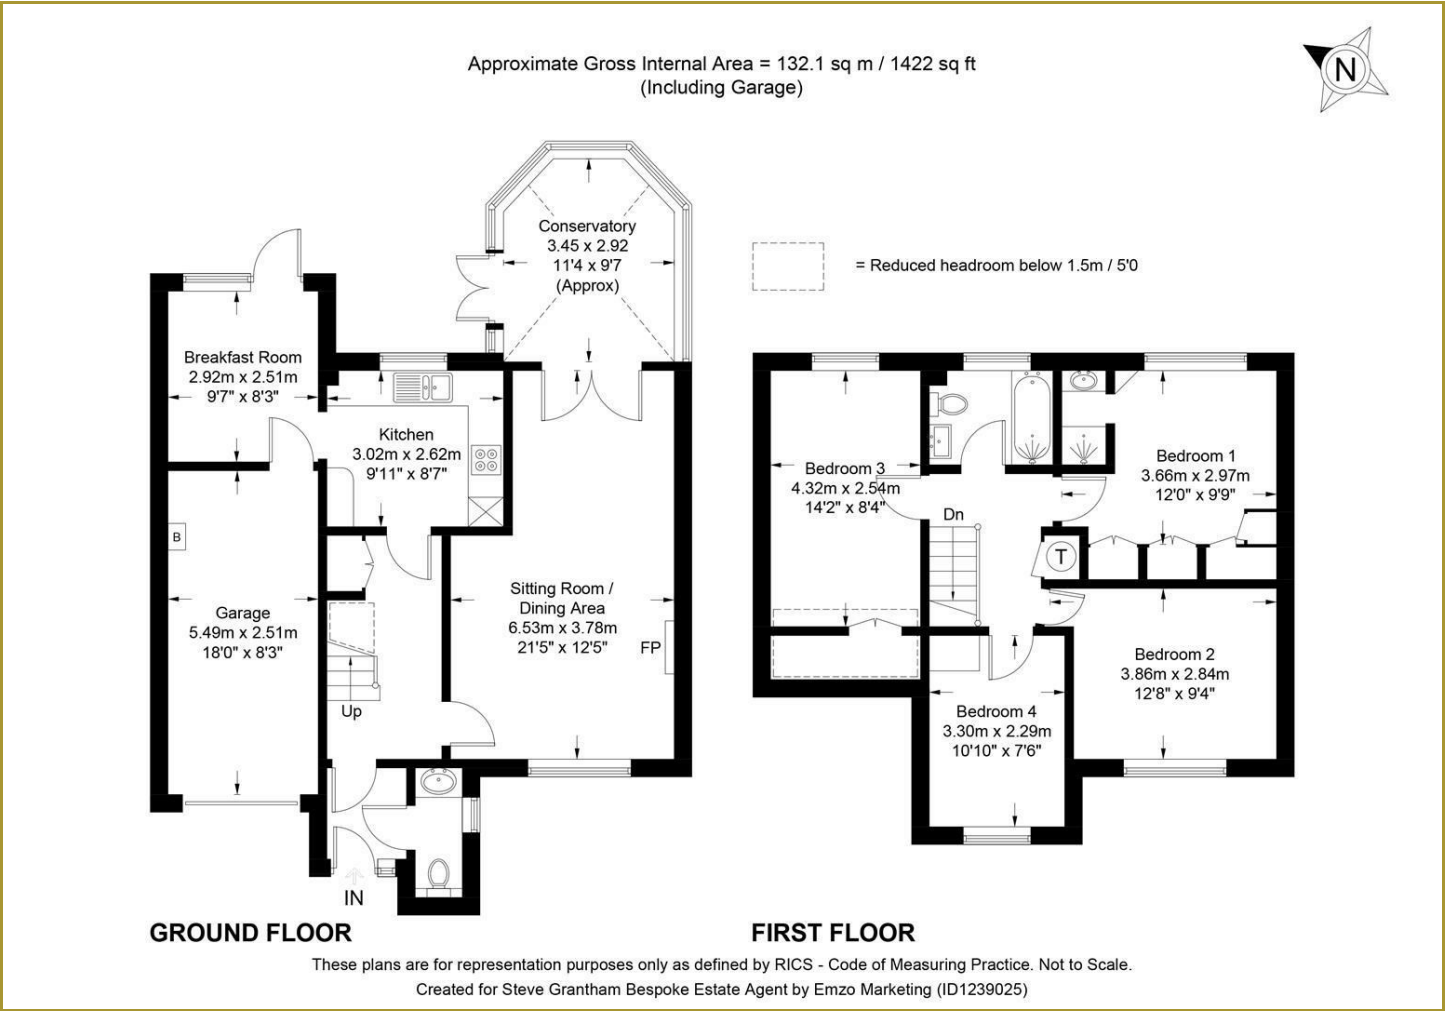 Approximate Gross Internal Area = 132.1 sq m / 1422 sq ft
(Including Garage)
N
Conservatory
3.45 x 2.92
11'4 x 9'7
(Approx)
= Reduced headroom below 1.5m / 5'0
Breakfast Room
2.92m x 2.51m
9'7" x 8'3"
Kitchen
3.02m x 2.62m
9'11" x 8'7"
B
Garage
5.49m x 2.51m
18'0" x 8'3"
Sitting Room /
Dining Area
6.53m x 3.78m
21'5" x 12'5"
FP
Up
IN
Bedroom 3
4.32m x 2.54m
14'2" x 8'4"
Dn
Bedroom 1
3.66m x 2.97m
12'0" x 9'9"
T
Bedroom 2
3.86m x 2.84m
12'8" x 9'4"
Bedroom 4
3.30m x 2.29m
10'10" x 7'6"
GROUND FLOOR
FIRST FLOOR
These plans are for representation purposes only as defined by RICS - Code of Measuring Practice. Not to Scale.
Created for Steve Grantham Bespoke Estate Agent by Emzo Marketing (ID1239025)